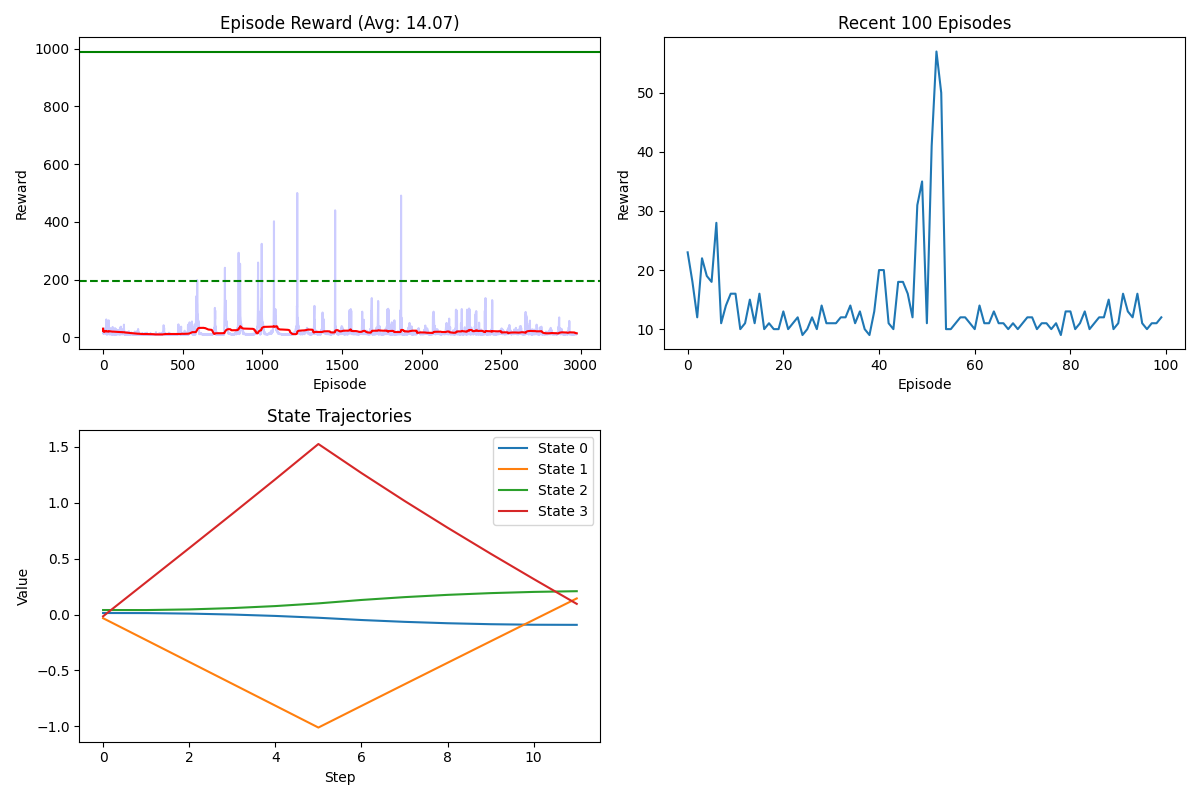 Episode Reward (Avg: 14.07)
Reward
1000
800
600
400
200
0
0 500 1000 1500 2000 2500 3000
Episode
Recent 100 Episodes
Reward
50
40
30
20
10
0 20 40 60 80 100
Episode
State Trajectories
Value
1.5
1.0
0.5
0.0
−0.5
−1.0
State 0
State 1
State 2
State 3
0 2 4 6 8 10
Step